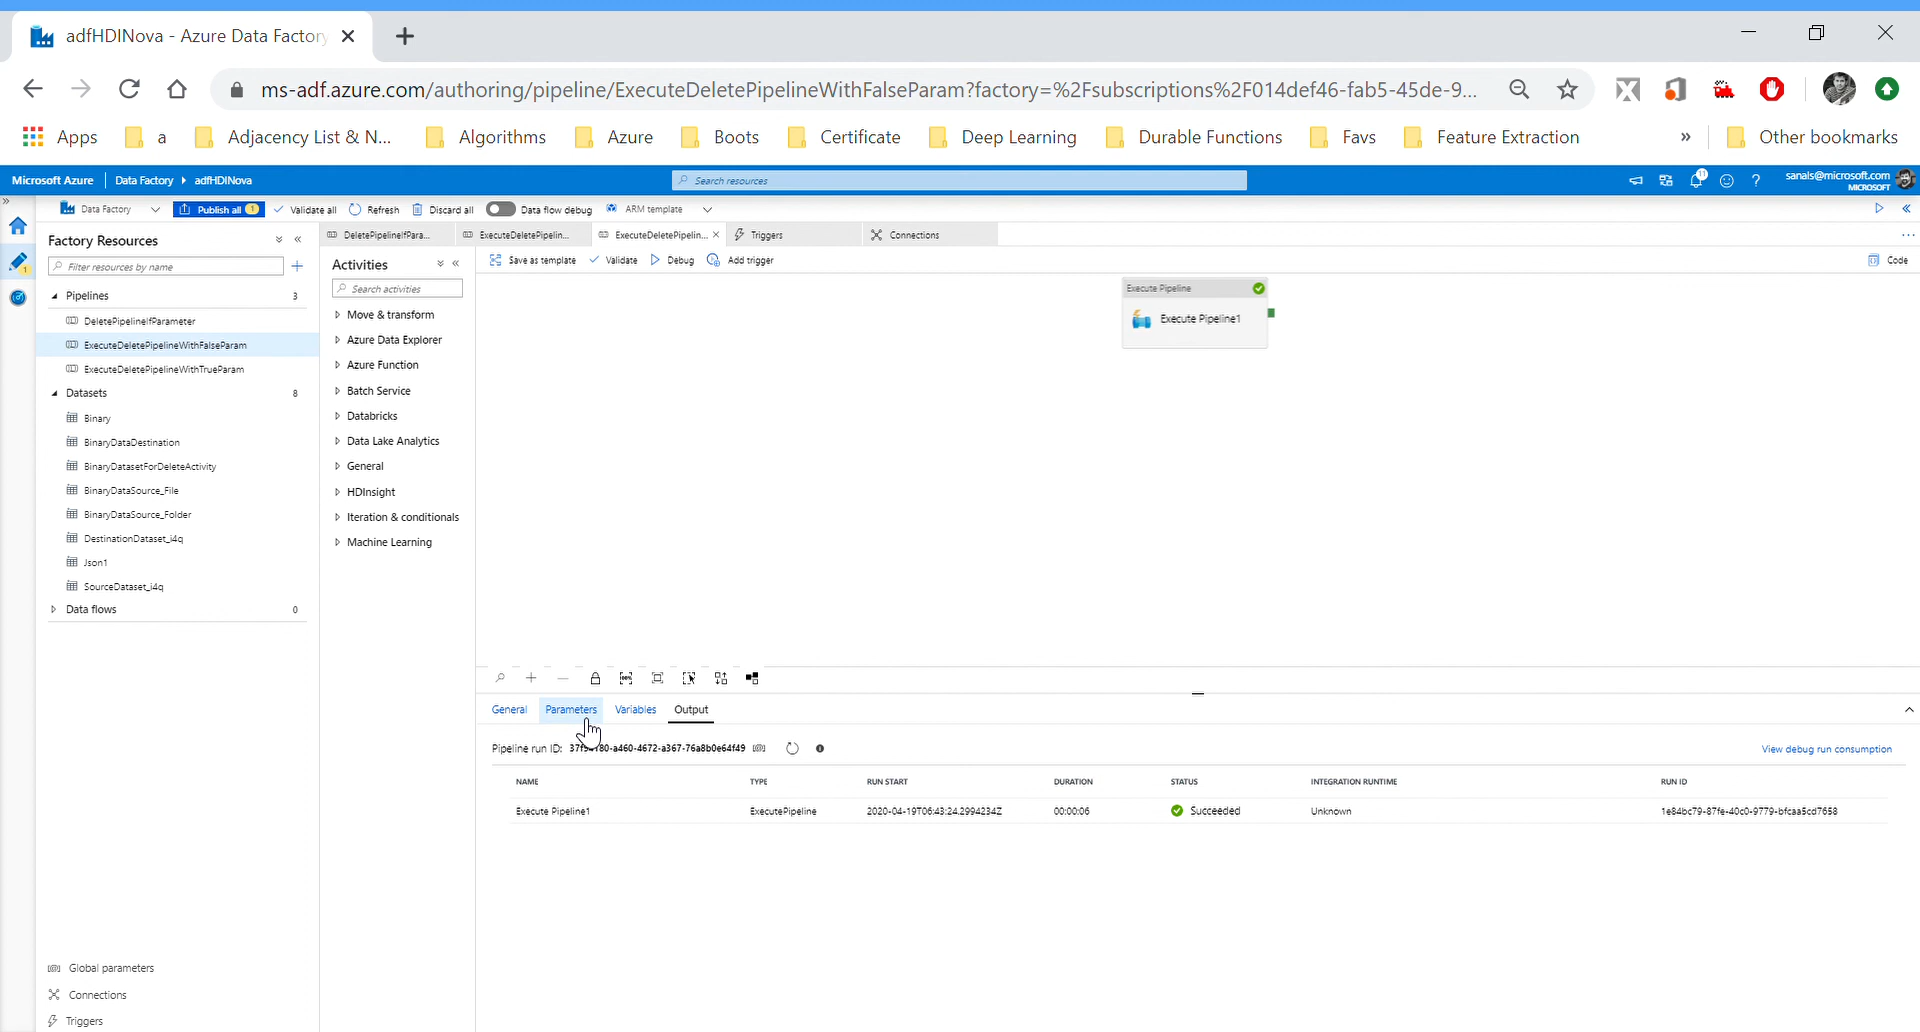 adfHDINova - Azure Data Factory
ms-adf.azure.com/authoring/pipeline/ExecuteDeletePipelineWithFalseParam?factory=%2Fsubscriptions%2F014def46-fab5-45de-9...
Apps a Adjacency List & N... Algorithms Azure Boots Certificate Deep Learning Durable Functions Favs Feature Extraction » Other bookmarks
Microsoft Azure Data Factory adfHDINova Search resources 11 ? sanals@microsoft.com
MICROSOFT
» Data Factory Publish all 1 Validate all Refresh Discard all Data flow debug ARM template «
Factory Resources «
Filter resources by name
Pipelines 3
DeletePipelineIfParameter
ExecuteDeletePipelineWithFalseParam
ExecuteDeletePipelineWithTrueParam
Datasets 8
Binary
BinaryDataDestination
BinaryDatasetForDeleteActivity
BinaryDataSource_File
BinaryDataSource_Folder
DestinationDataset_i4q
Json1
SourceDataset_i4q
Data flows 0
Global parameters
Connections
Triggers
DeletePipelineIfPara... ExecuteDeletePipelin... ExecuteDeletePipelin... Triggers Connections
Activities «
Search activities
Move & transform
Azure Data Explorer
Azure Function
Batch Service
Databricks
Data Lake Analytics
General
HDInsight
Iteration & conditionals
Machine Learning
Save as template Validate Debug Add trigger Code
Execute Pipeline
Execute Pipeline1
General Parameters Variables Output
Pipeline run ID: View debug run consumption
NAME TYPE RUN START DURATION STATUS INTEGRATION RUNTIME RUN ID
Execute Pipeline1 ExecutePipeline 2020-04-19T06:43:24.2994234Z 00:00:06 Succeeded Unknown 1e84bc79-87fe-40c0-9779-bfcaa5cd7658